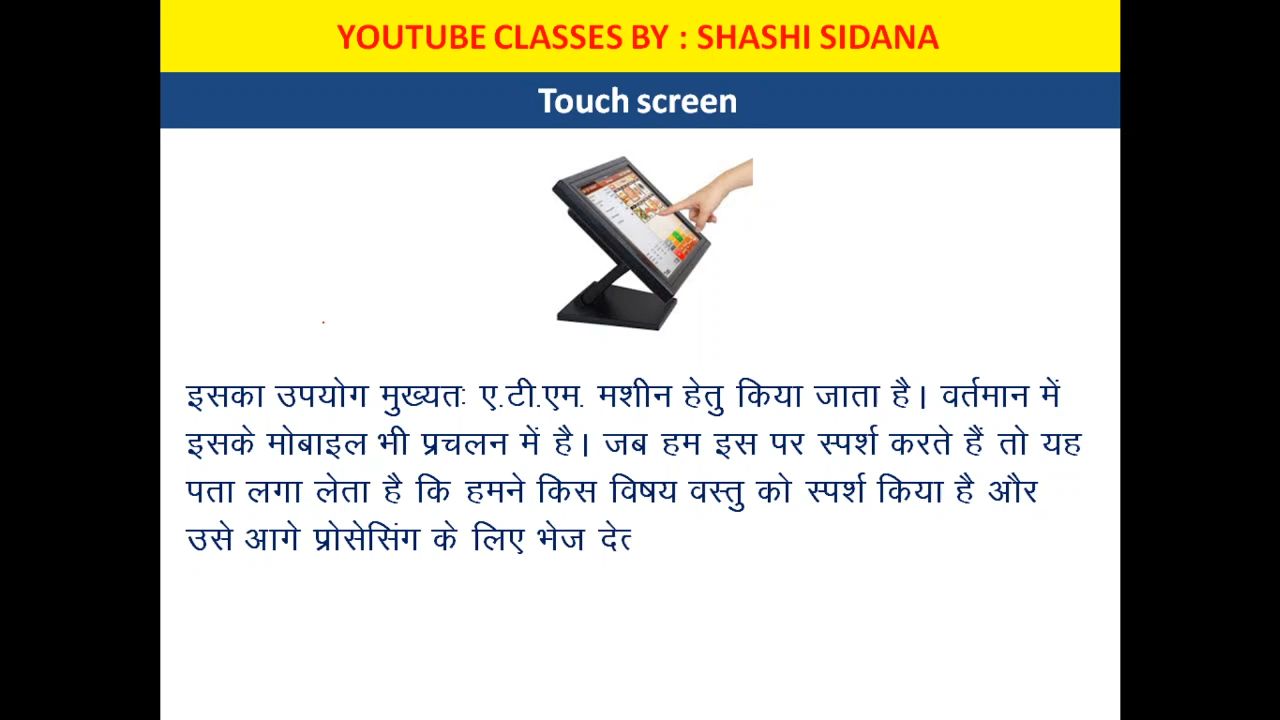 YOUTUBE CLASSES BY : SHASHI SIDANA
Touch screen
इसका उपयोग मुख्यतः ए.टी.एम. मशीन हेतु किया जाता है। वर्तमान में
इसके मोबाइल भी प्रचलन में है। जब हम इस पर स्पर्श करते हैं तो यह
पता लगा लेता है कि हमने किस विषय वस्तु को स्पर्श किया है और
उसे आगे प्रोसेसिंग के लिए भेज